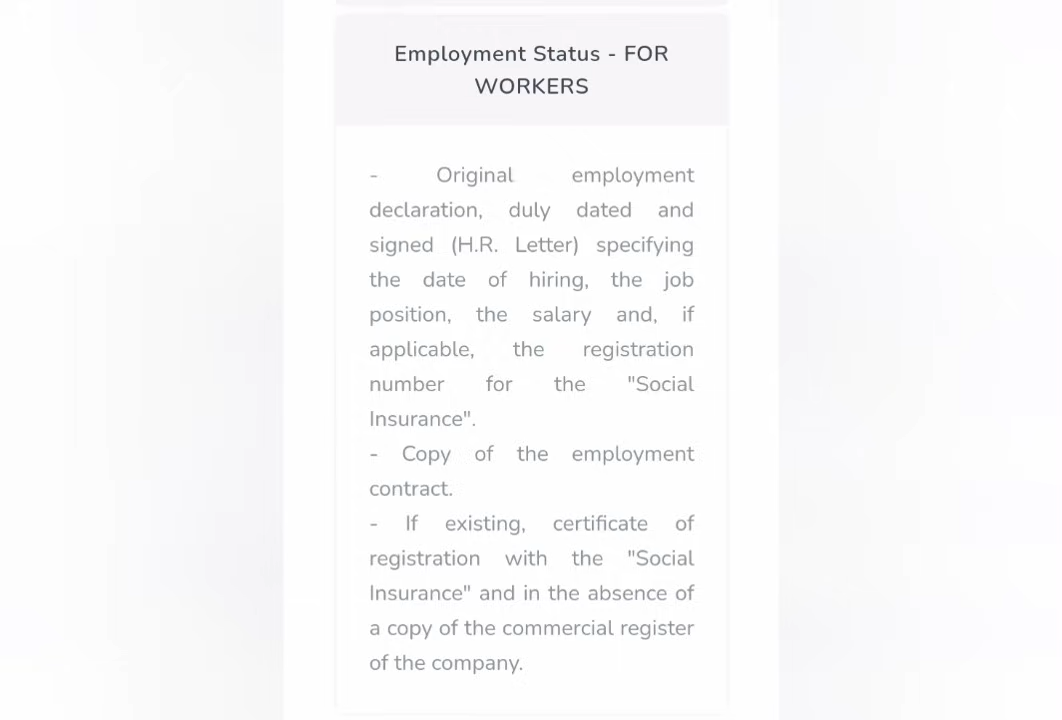 Employment Status - FOR
WORKERS
- Original employment
declaration, duly dated and
signed (H.R. Letter) specifying
the date of hiring, the job
position, the salary and, if
applicable, the registration
number for the "Social
Insurance".
- Copy of the employment
contract.
- If existing, certificate of
registration with the "Social
Insurance" and in the absence of
a copy of the commercial register
of the company.